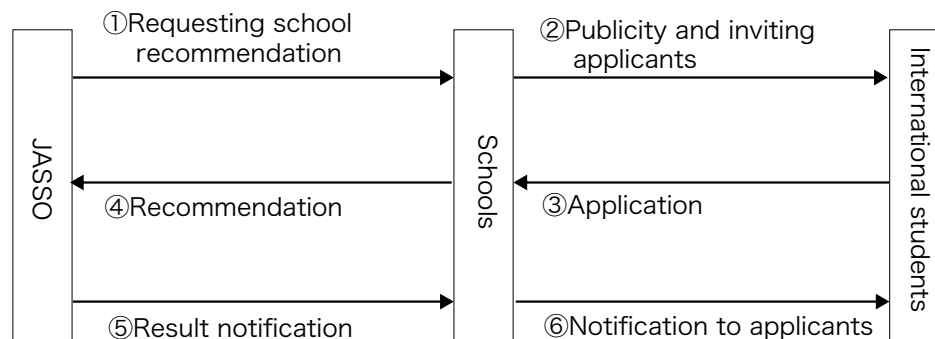 ①Requesting school
recommendation
②Publicity and inviting
applicants
JASSO
Schools
International students
④Recommendation
③Application
⑤Result notification
⑥Notification to applicants